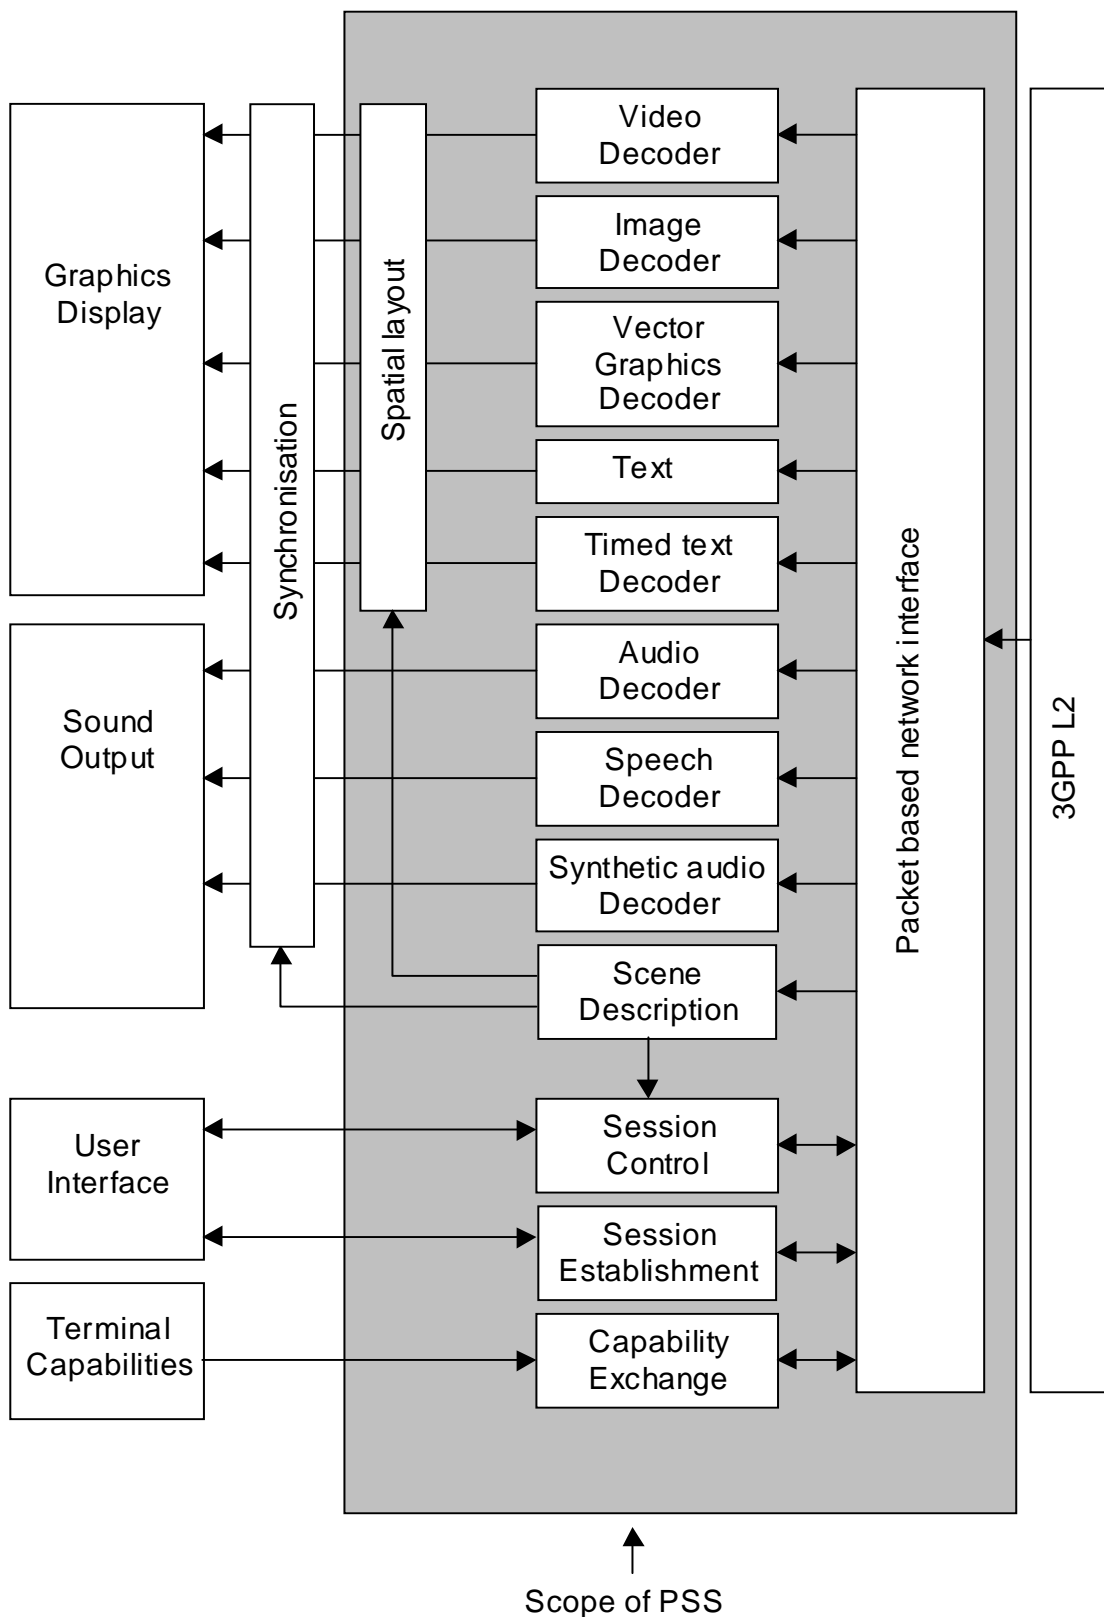 Video
Decoder
Image
Decoder
Graphics
Display
Vector
Graphics
Decoder
Spatial layout
Synchronisation
Text
Timed text
Decoder
Packet based network interface
3GPP L2
Audio
Decoder
Sound
Output
Speech
Decoder
Synthetic audio
Decoder
Scene
Description
User
Interface
Session
Control
Session
Establishment
Terminal
Capabilities
Capability
Exchange
Scope of PSS